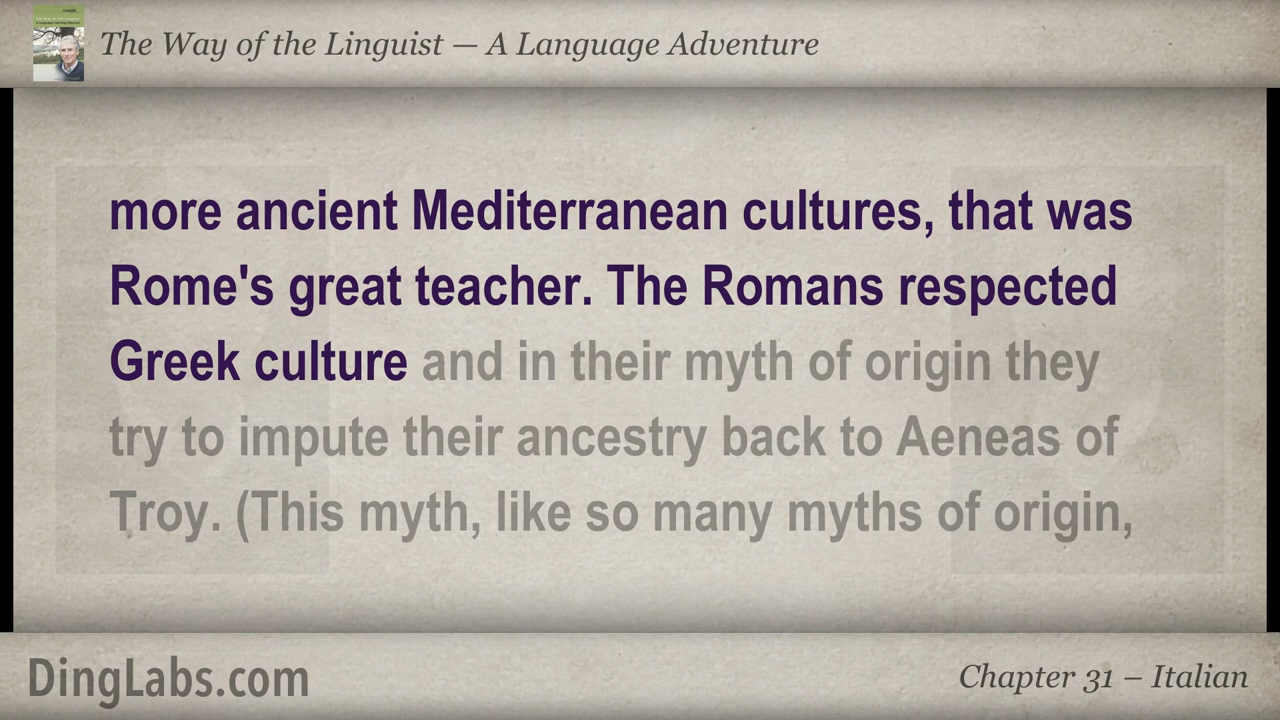 The Way of the Linguist — A Language Adventure
more ancient Mediterranean cultures, that was
Rome's great teacher. The Romans respected
Greek culture and in their myth of origin they
try to impute their ancestry back to Aeneas of
Troy. (This myth, like so many myths of origin,
DingLabs.com
Chapter 31 – Italian